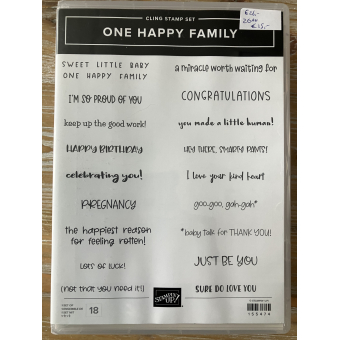 CLING STAMP SET
ONE HAPPY FAMILY
SWEET LITTLE BABY
ONE HAPPY FAMILY
a miracle worth waiting for
I'M SO PROUD OF YOU
CONGRATULATIONS
keep up the good work!
you made a little human!
HAPPY BIRTHDAY
HEY THERE, SMARTY PANTS!
celebrating you!
I love your kind heart
PREGNANCY
goo-goo, gah-gah*
the happiest reason
for feeling rotten!
*baby talk for THANK YOU!
LOTS OF LUCK!
JUST BE YOU
(not that you need it!)
SURE DO LOVE YOU
STAMPIN' UP!
18